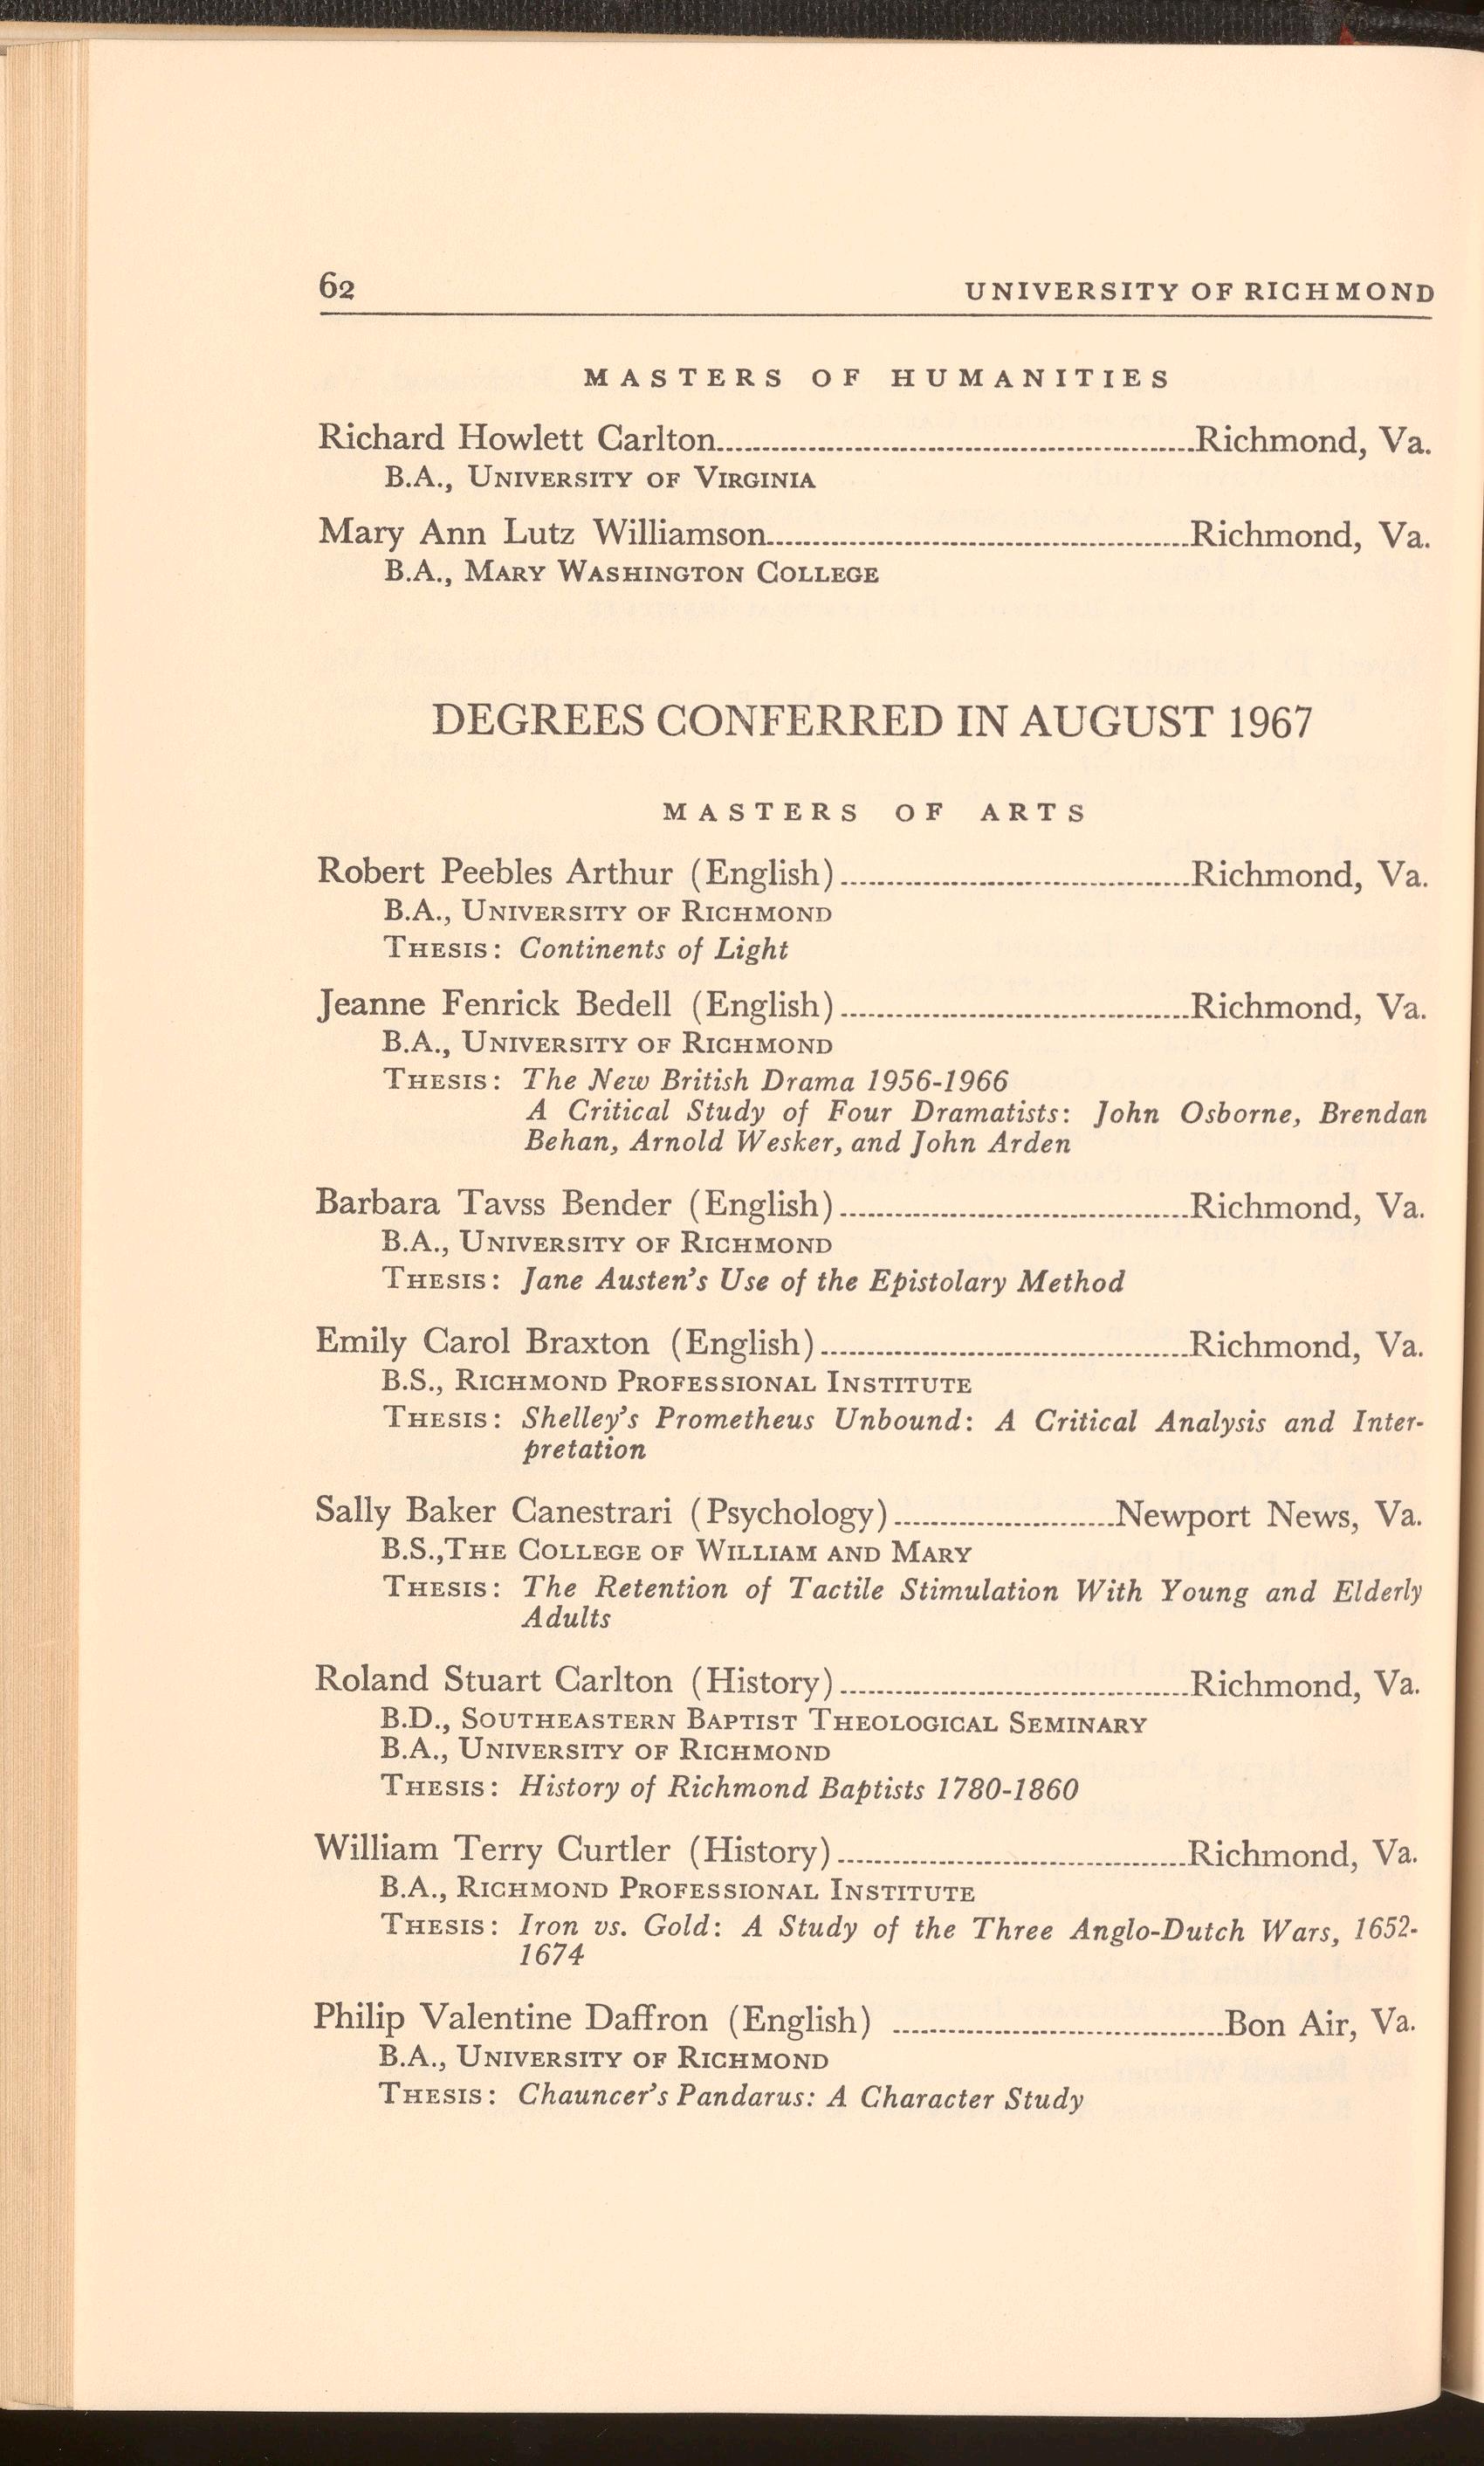 62 UNIVERSITY OF RICHMOND
MASTERS OF HUMANITIES
Richard Howlett Carlton Richmond, Va.
B.A., UNIVERSITY OF VIRGINIA
Mary Ann Lutz Williamson Richmond, Va.
B.A., MARY WASHINGTON COLLEGE
DEGREES CONFERRED IN AUGUST 1967
MASTERS OF ARTS
Robert Peebles Arthur (English) Richmond, Va.
B.A., UNIVERSITY OF RICHMOND
THESIS: Continents of Light
Jeanne Fenrick Bedell (English) Richmond, Va.
B.A., UNIVERSITY OF RICHMOND
THESIS: The New British Drama 1956-1966
A Critical Study of Four Dramatists: John Osborne, Brendan
Behan, Arnold Wesker, and John Arden
Barbara Tavss Bender (English) Richmond, Va.
B.A., UNIVERSITY OF RICHMOND
THESIS: Jane Austen's Use of the Epistolary Method
Emily Carol Braxton (English) Richmond, Va.
B.S., RICHMOND PROFESSIONAL INSTITUTE
THESIS: Shelley's Prometheus Unbound: A Critical Analysis and Inter-
pretation
Sally Baker Canestrari (Psychology) Newport News, Va.
B.S.,THE COLLEGE OF WILLIAM AND MARY
THESIS: The Retention of Tactile Stimulation With Young and Elderly
Adults
Roland Stuart Carlton (History) Richmond, Va.
B.D., SOUTHEASTERN BAPTIST THEOLOGICAL SEMINARY
B.A., UNIVERSITY OF RICHMOND
THESIS: History of Richmond Baptists 1780-1860
William Terry Curtler (History) Richmond, Va.
B.A., RICHMOND PROFESSIONAL INSTITUTE
THESIS: Iron vs. Gold: A Study of the Three Anglo-Dutch Wars, 1652-
1674
Philip Valentine Daffron (English) Bon Air, Va.
B.A., UNIVERSITY OF RICHMOND
THESIS: Chauncer's Pandarus: A Character Study